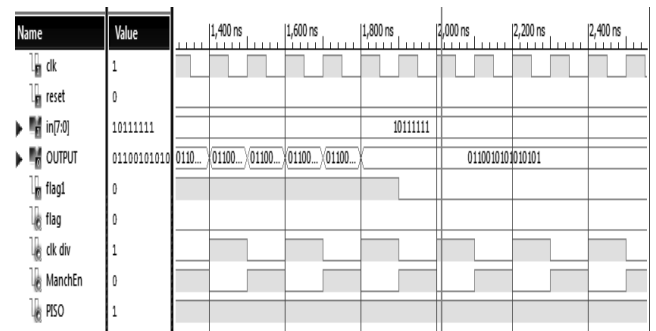 Name Value 1,400 ns 1,600 ns 1,800 ns 2,000 ns 2,200 ns 2,400 ns
clk 1
reset 0
in[7:0] 10111111 10111111
OUTPUT 01100101010 0110... 01100... 01100... 01100... 01100... 0110010101010101
flag1 0
flag 0
clk div 1
ManchEn 0
PISO 1